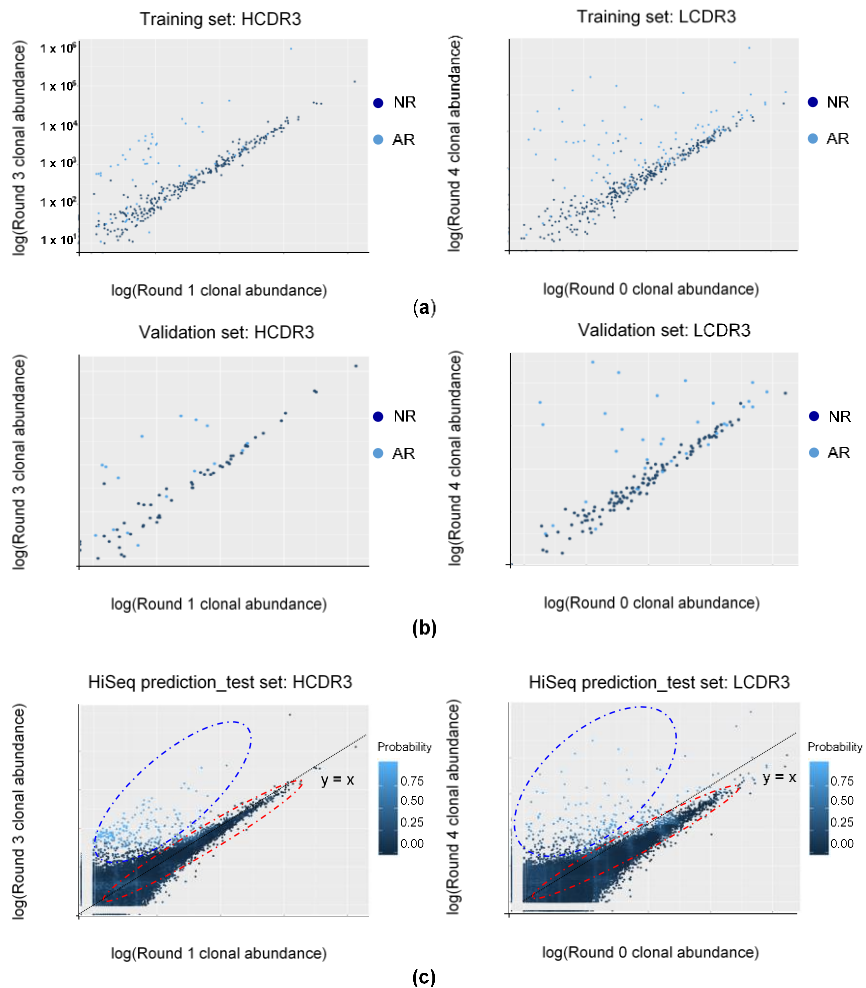 Training set: HCDR3
Training set: LCDR3
log(Round 3 clonal abundance)
1 x 10⁶
1 x 10⁵
1 x 10⁴
1 x 10³
1 x 10²
1 x 10¹
NR
AR
log(Round 4 clonal abundance)
NR
AR
log(Round 1 clonal abundance)
log(Round 0 clonal abundance)
(a)
Validation set: HCDR3
Validation set: LCDR3
log(Round 3 clonal abundance)
NR
AR
log(Round 4 clonal abundance)
NR
AR
log(Round 1 clonal abundance)
log(Round 0 clonal abundance)
(b)
HiSeq prediction_test set: HCDR3
HiSeq prediction_test set: LCDR3
log(Round 3 clonal abundance)
y = x
Probability
0.75
0.50
0.25
0.00
log(Round 4 clonal abundance)
y = x
Probability
0.75
0.50
0.25
0.00
log(Round 1 clonal abundance)
log(Round 0 clonal abundance)
(c)